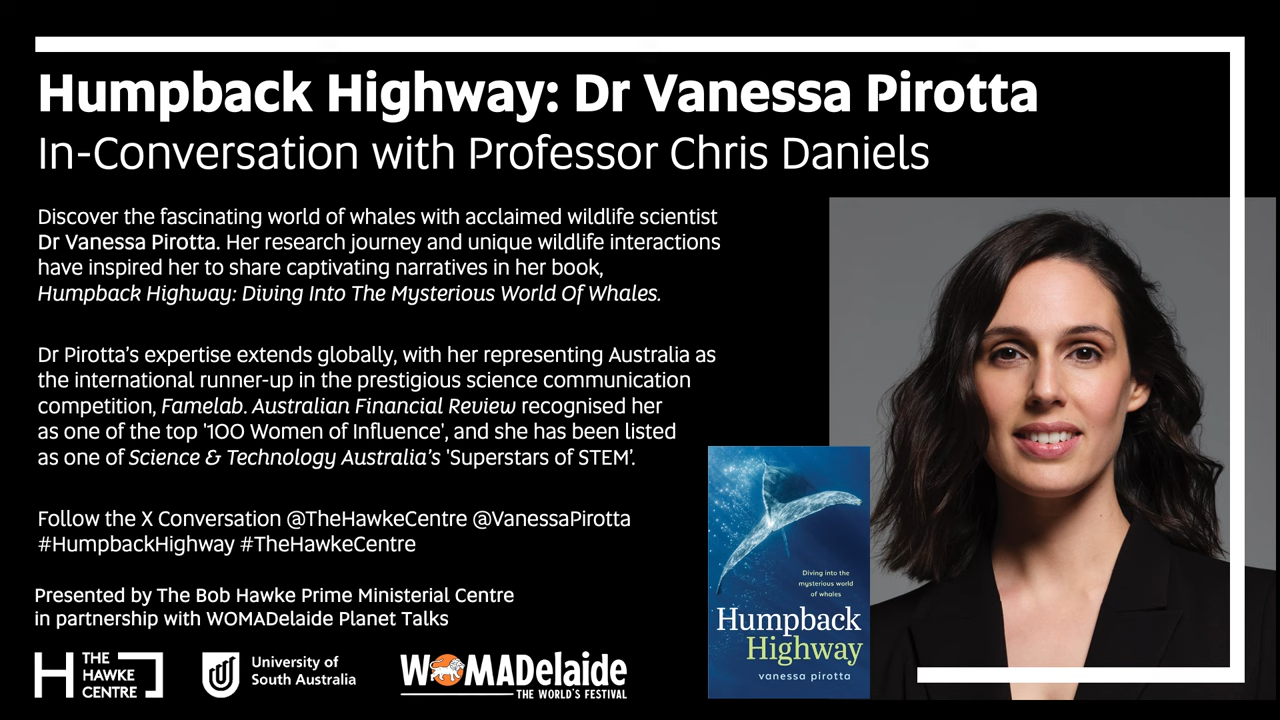 Humpback Highway: Dr Vanessa Pirotta
In-Conversation with Professor Chris Daniels
Discover the fascinating world of whales with acclaimed wildlife scientist
Dr Vanessa Pirotta. Her research journey and unique wildlife interactions
have inspired her to share captivating narratives in her book,
Humpback Highway: Diving Into The Mysterious World Of Whales.
Dr Pirotta's expertise extends globally, with her representing Australia as
the international runner-up in the prestigious science communication
competition, Famelab. Australian Financial Review recognised her
as one of the top '100 Women of Influence', and she has been listed
as one of Science & Technology Australia's 'Superstars of STEM'.
Follow the X Conversation @TheHawkeCentre @VanessaPirotta
#HumpbackHighway #TheHawkeCentre
Presented by The Bob Hawke Prime Ministerial Centre
in partnership with WOMADelaide Planet Talks
THE
HAWKE
CENTRE
University of
South Australia
WOMADelaide
THE WORLD'S FESTIVAL
Diving into the
mysterious world
of whales
Humpback
Highway
vanessa pirotta